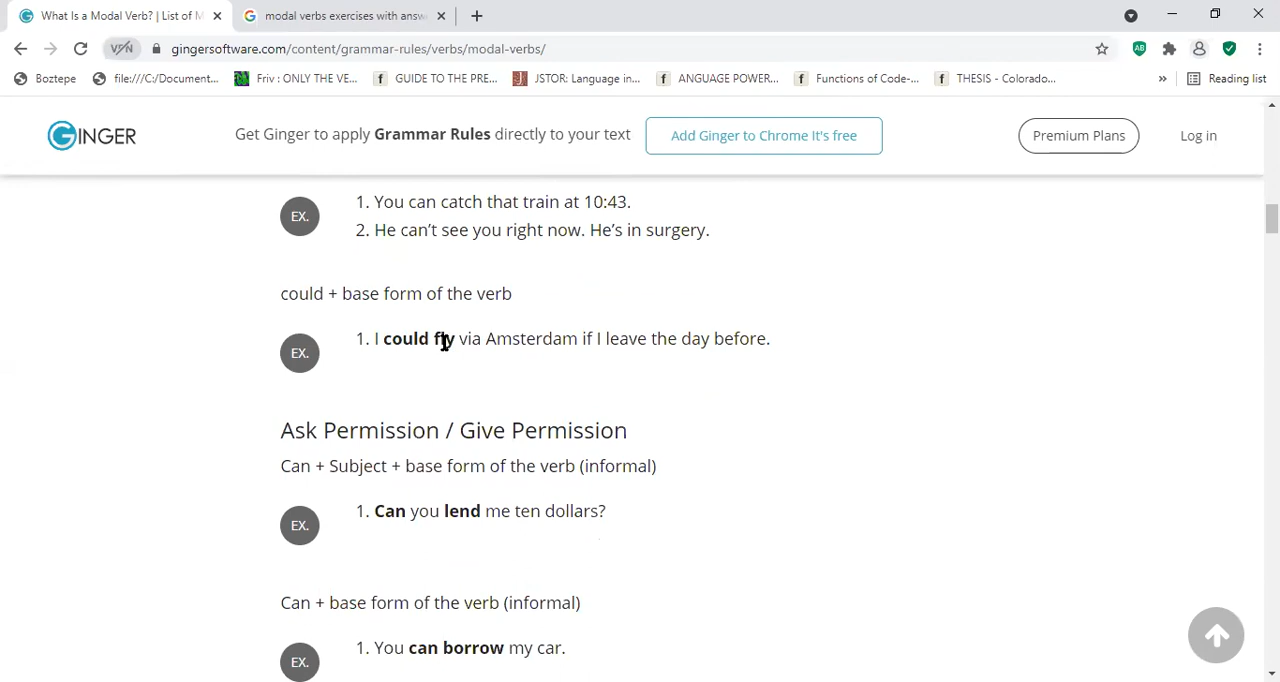 What Is a Modal Verb? | List of M
modal verbs exercises with answ
gingersoftware.com/content/grammar-rules/verbs/modal-verbs/
Boztepe
file:///C:/Document...
Friv : ONLY THE VE...
GUIDE TO THE PRE...
JSTOR: Language in...
ANGUAGE POWER...
Functions of Code-...
THESIS - Colorado...
»
Reading list
GINGER
Get Ginger to apply Grammar Rules directly to your text
Add Ginger to Chrome It's free
Premium Plans
Log in
EX.
1. You can catch that train at 10:43.
2. He can’t see you right now. He’s in surgery.
could + base form of the verb
EX.
1. I could fly via Amsterdam if I leave the day before.
Ask Permission / Give Permission
Can + Subject + base form of the verb (informal)
EX.
1. Can you lend me ten dollars?
Can + base form of the verb (informal)
EX.
1. You can borrow my car.